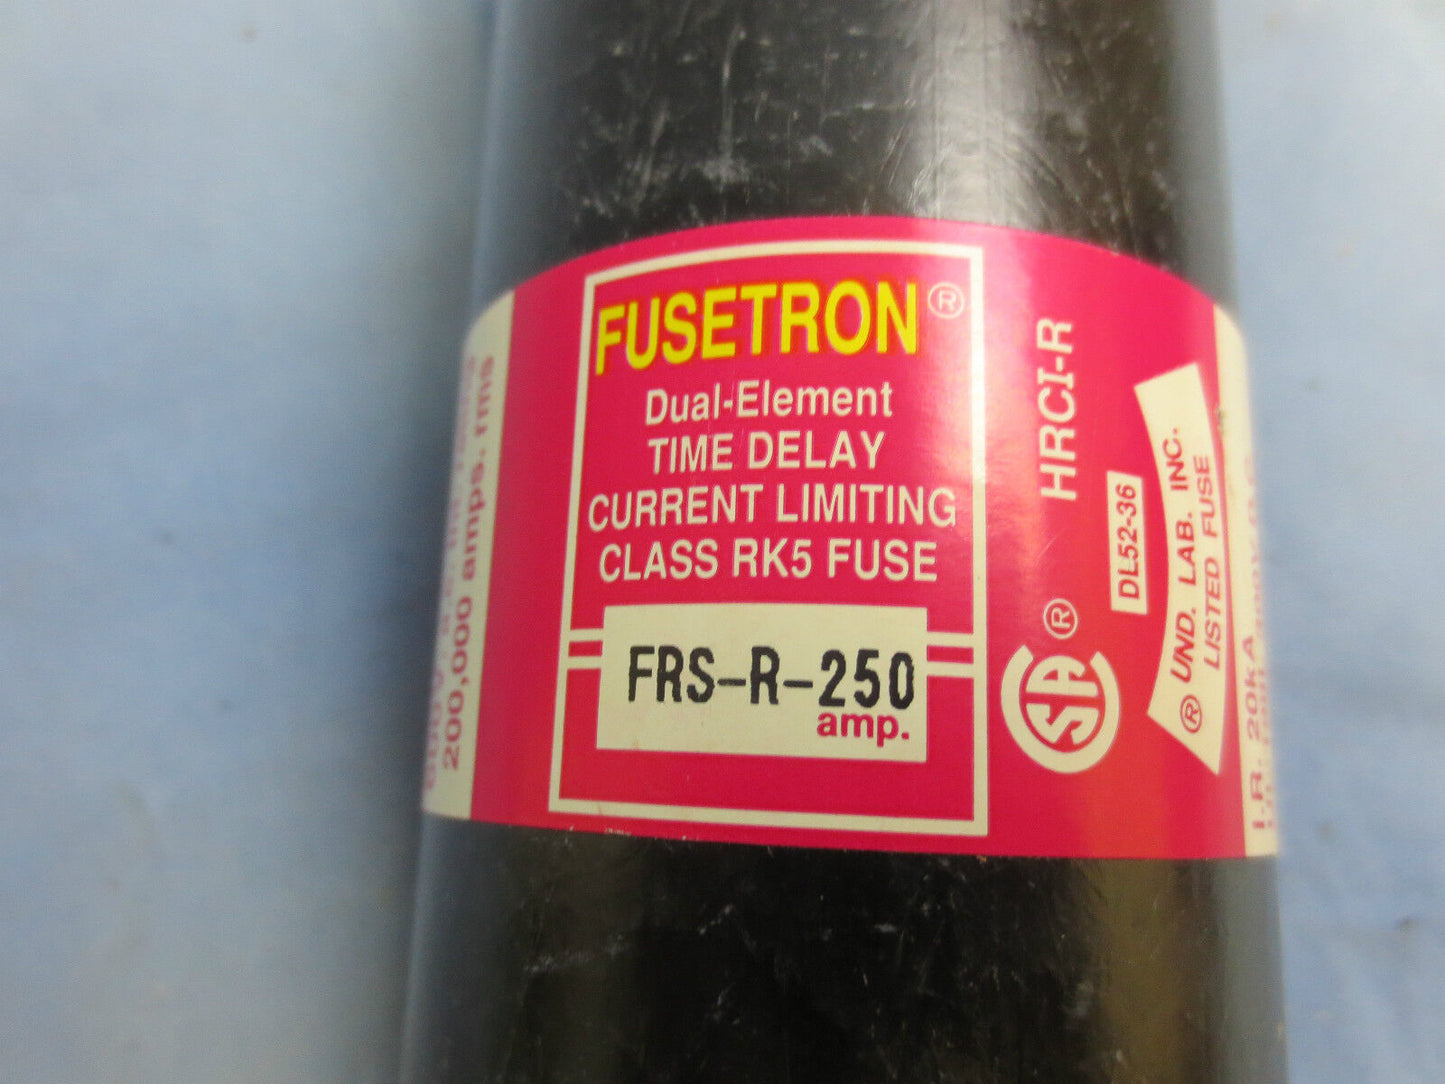 FUSETRON®
Dual-Element
TIME DELAY
CURRENT LIMITING
CLASS RK5 FUSE
FRS-R-250
amp.
HRCI-R
SA ®
DL52-36
® UND. LAB. INC.
LISTED FUSE
200,000 amps. rms
I.R. 20kA